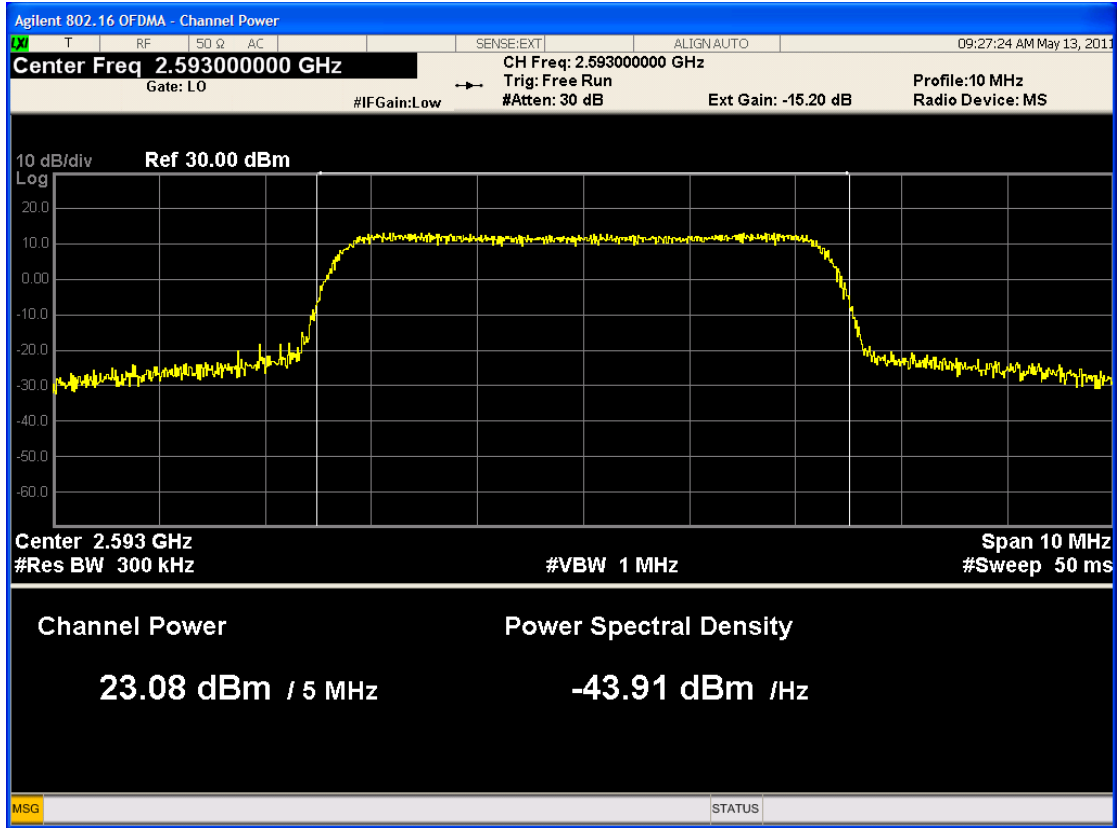 Agilent 802.16 OFDMA - Channel Power
LXI T RF 50 Ω AC SENSE:EXT ALIGN AUTO 09:27:24 AM May 13, 2011
Center Freq 2.593000000 GHz CH Freq: 2.593000000 GHz
Gate: LO Trig: Free Run Profile:10 MHz
#IFGain:Low #Atten: 30 dB Ext Gain: -15.20 dB Radio Device: MS
10 dB/div Ref 30.00 dBm
Log
20.0
10.0
0.00
-10.0
-20.0
-30.0
-40.0
-50.0
-60.0
Center 2.593 GHz Span 10 MHz
#Res BW 300 kHz #VBW 1 MHz #Sweep 50 ms
Channel Power Power Spectral Density
23.08 dBm / 5 MHz -43.91 dBm /Hz
MSG STATUS